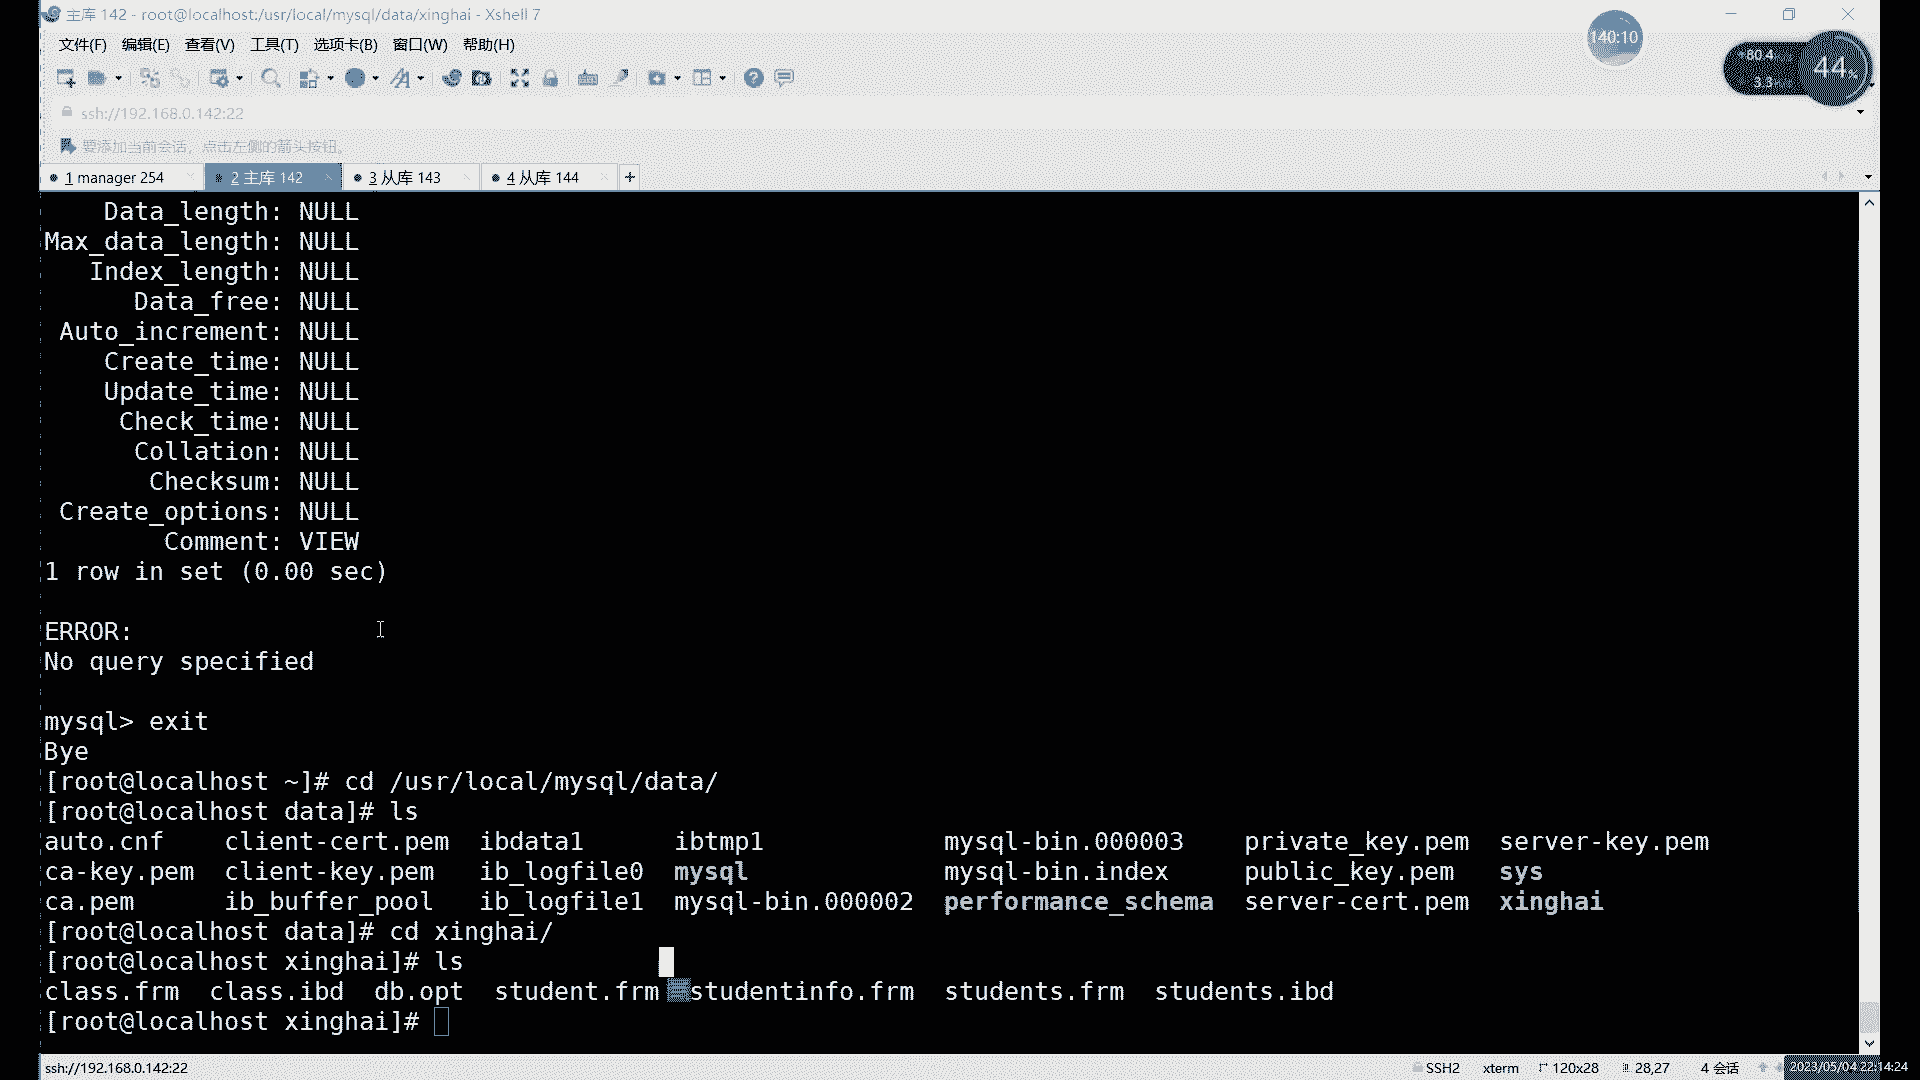 主库 142 - root@localhost:/usr/local/mysql/data/xinghai - Xshell 7
文件(F) 编辑(E) 查看(V) 工具(T) 选项卡(B) 窗口(W) 帮助(H)
140:10
80.4
3.3
44%
ssh://192.168.0.142:22
要添加当前会话，点击左侧的箭头按钮。
1 manager 254 2 主库 142 3 从库 143 4 从库 144 +
Data_length: NULL
Max_data_length: NULL
Index_length: NULL
Data_free: NULL
Auto_increment: NULL
Create_time: NULL
Update_time: NULL
Check_time: NULL
Collation: NULL
Checksum: NULL
Create_options: NULL
Comment: VIEW
1 row in set (0.00 sec)
ERROR:
No query specified
mysql> exit
Bye
[root@localhost ~]# cd /usr/local/mysql/data/
[root@localhost data]# ls
auto.cnf client-cert.pem ibdata1 ibtmp1 mysql-bin.000003 private_key.pem server-key.pem
ca-key.pem client-key.pem ib_logfile0 mysql mysql-bin.index public_key.pem sys
ca.pem ib_buffer_pool ib_logfile1 mysql-bin.000002 performance_schema server-cert.pem xinghai
[root@localhost data]# cd xinghai/
[root@localhost xinghai]# ls
class.frm class.ibd db.opt student.frm studentinfo.frm students.frm students.ibd
[root@localhost xinghai]#
ssh://192.168.0.142:22 SSH2 xterm 120x28 28,27 4 会话 2023/05/04 22:14:24